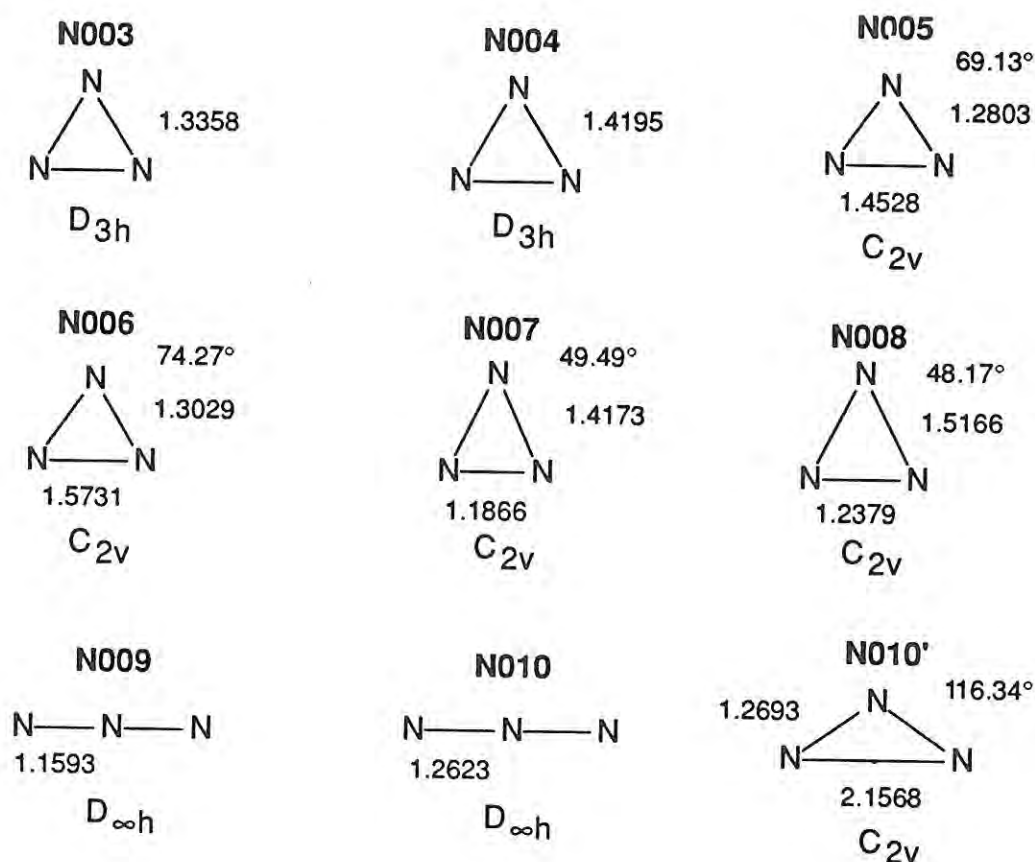 N003
N
1.3358
N N
D3h
N004
N
1.4195
N N
D3h
N005
69.13°
N
1.2803
N N
1.4528
C2v
N006
74.27°
N
1.3029
N N
1.5731
C2v
N007
49.49°
N
1.4173
N N
1.1866
C2v
N008
48.17°
N
1.5166
N N
1.2379
C2v
N009
N N N
1.1593
D∞h
N010
N N N
1.2623
D∞h
N010'
116.34°
1.2693
N
N N
2.1568
C2v